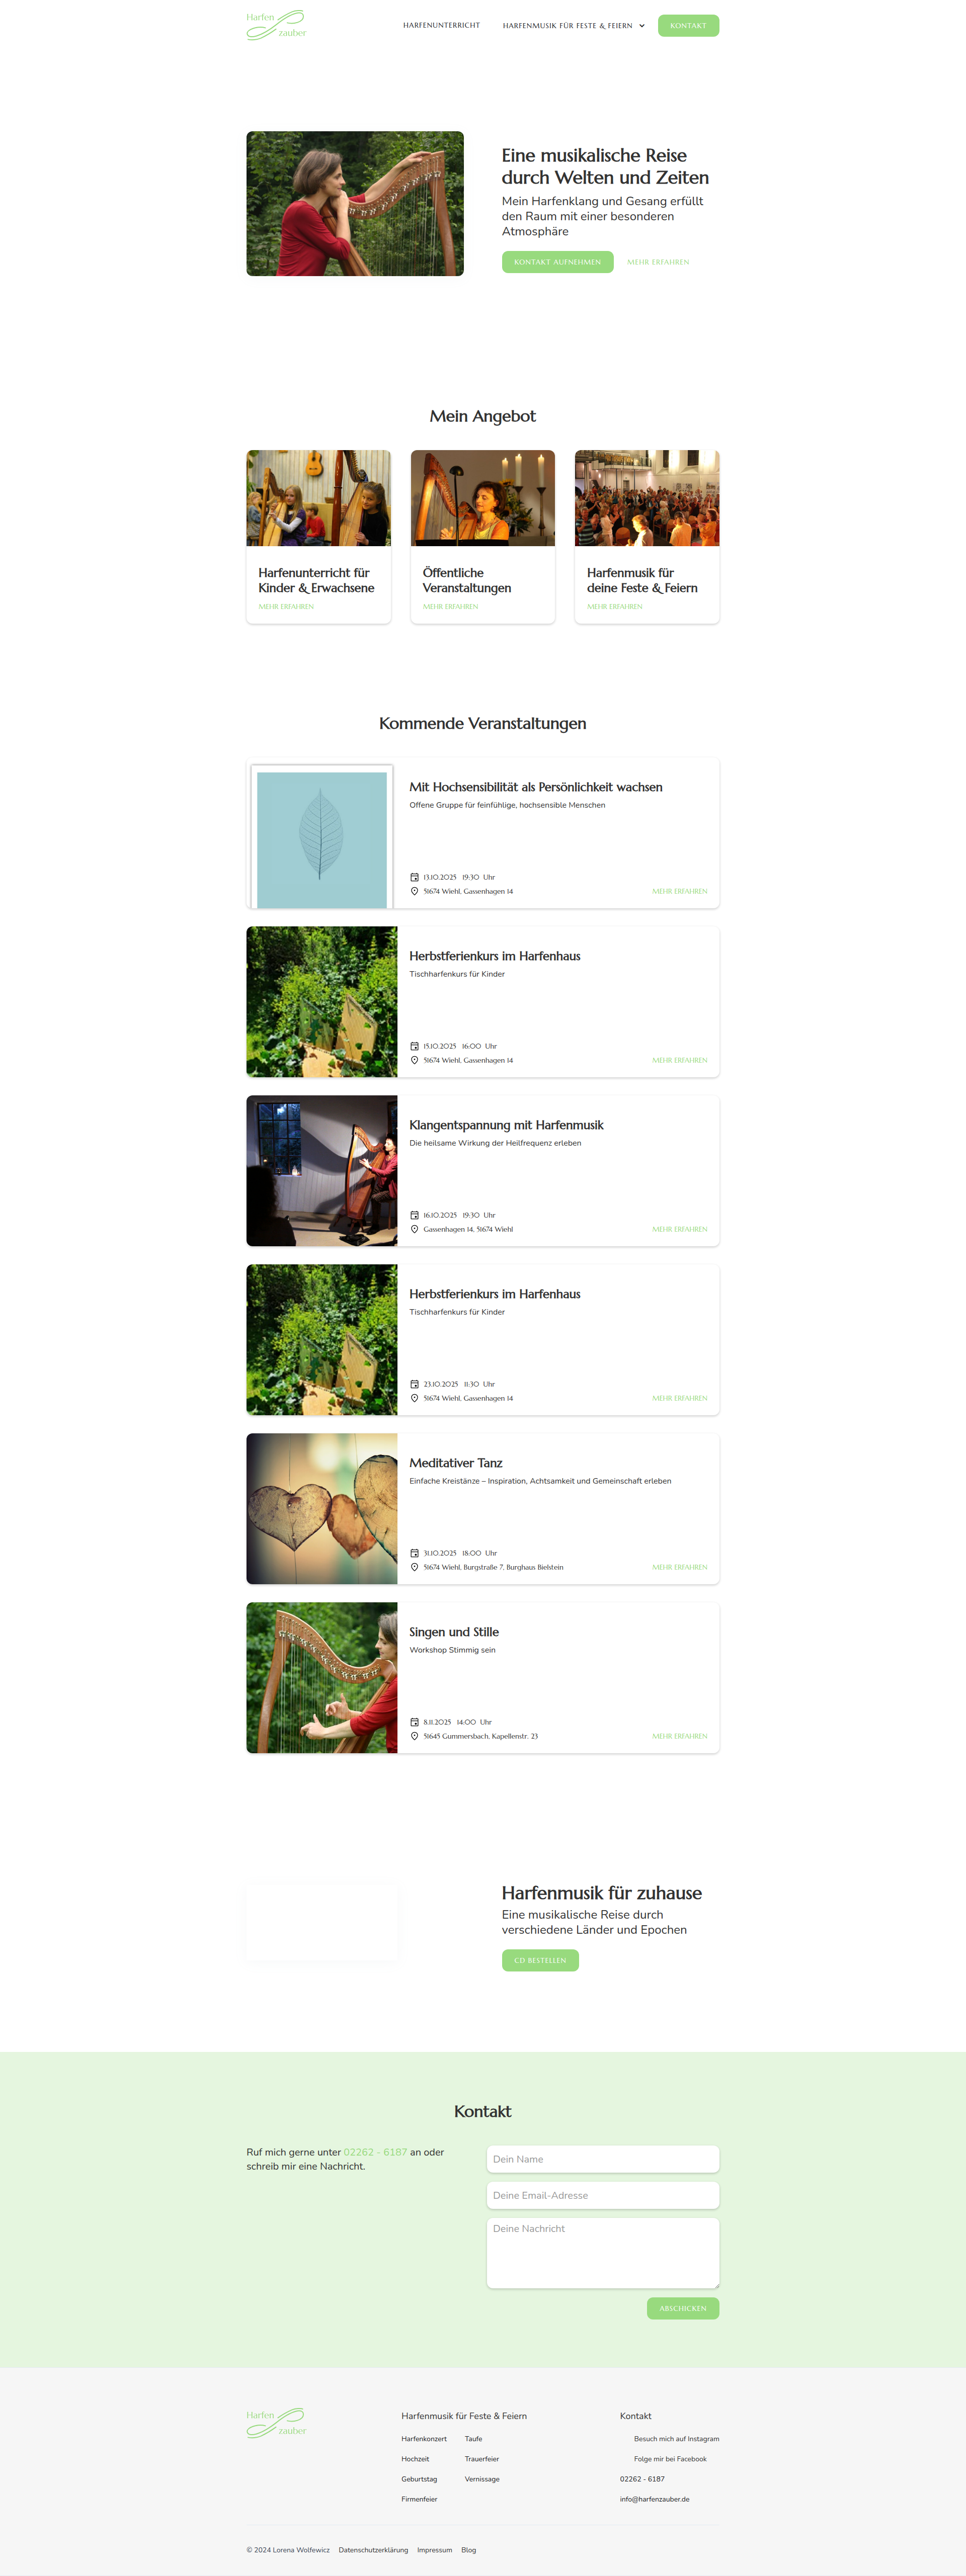 Harfen
zauber
HARFENUNTERRICHT
HARFENMUSIK FÜR FESTE & FEIERN
KONTAKT
Eine musikalische Reise
durch Welten und Zeiten
Mein Harfenklang und Gesang erfüllt
den Raum mit einer besonderen
Atmosphäre
KONTAKT AUFNEHMEN
MEHR ERFAHREN
Mein Angebot
Harfenunterricht für
Kinder & Erwachsene
MEHR ERFAHREN
Öffentliche
Veranstaltungen
MEHR ERFAHREN
Harfenmusik für
deine Feste & Feiern
MEHR ERFAHREN
Kommende Veranstaltungen
Mit Hochsensibilität als Persönlichkeit wachsen
Offene Gruppe für feinfühlige, hochsensible Menschen
13.10.2025 19:30 Uhr
51674 Wiehl, Gassenhagen 14
MEHR ERFAHREN
Herbstferienkurs im Harfenhaus
Tischharfenkurs für Kinder
15.10.2025 16:00 Uhr
51674 Wiehl, Gassenhagen 14
MEHR ERFAHREN
Klangentspannung mit Harfenmusik
Die heilsame Wirkung der Heilfrequenz erleben
16.10.2025 19:30 Uhr
Gassenhagen 14, 51674 Wiehl
MEHR ERFAHREN
Herbstferienkurs im Harfenhaus
Tischharfenkurs für Kinder
23.10.2025 11:30 Uhr
51674 Wiehl, Gassenhagen 14
MEHR ERFAHREN
Meditativer Tanz
Einfache Kreistänze – Inspiration, Achtsamkeit und Gemeinschaft erleben
31.10.2025 18:00 Uhr
51674 Wiehl, Burgstraße 7, Burghaus Bielstein
MEHR ERFAHREN
Singen und Stille
Workshop Stimmig sein
8.11.2025 14:00 Uhr
51645 Gummersbach, Kapellenstr. 23
MEHR ERFAHREN
Harfenmusik für zuhause
Eine musikalische Reise durch
verschiedene Länder und Epochen
CD BESTELLEN
Kontakt
Ruf mich gerne unter 02262 - 6187 an oder
schreib mir eine Nachricht.
Dein Name
Deine Email-Adresse
Deine Nachricht
ABSCHICKEN
Harfen
zauber
Harfenmusik für Feste & Feiern
Harfenkonzert
Hochzeit
Geburtstag
Firmenfeier
Taufe
Trauerfeier
Vernissage
Kontakt
Besuch mich auf Instagram
Folge mir bei Facebook
02262 - 6187
info@harfenzauber.de
© 2024 Lorena Wolfewicz Datenschutzerklärung Impressum Blog